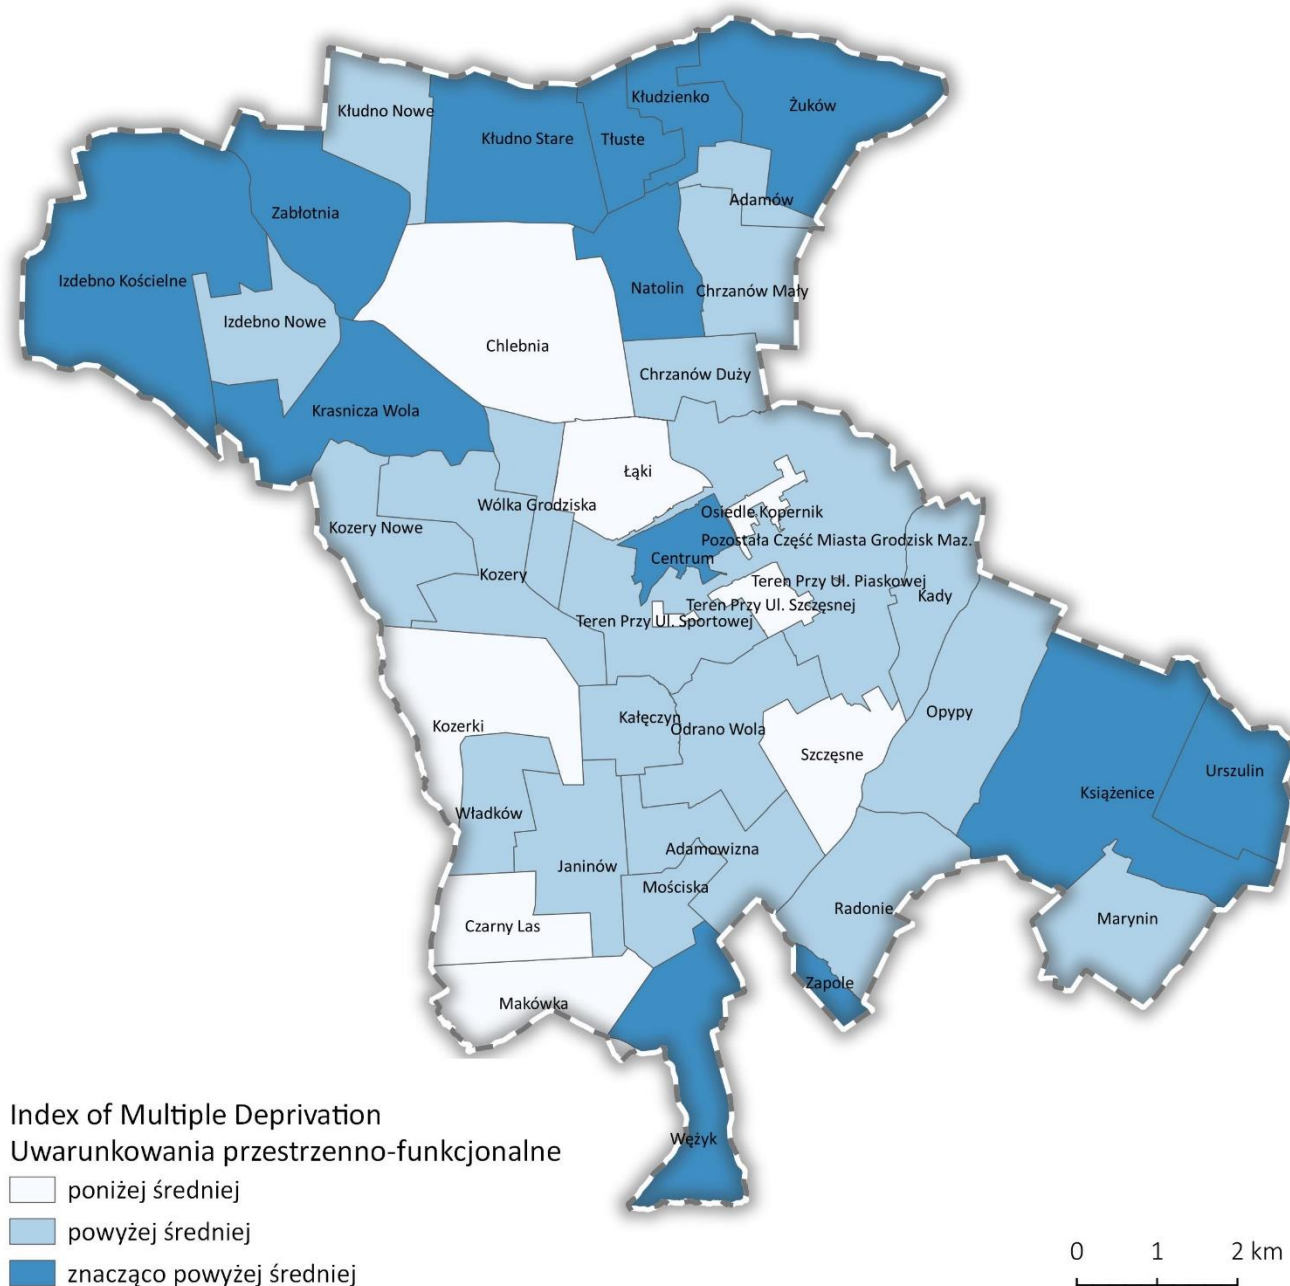 Kłudzienko
Żuków
Kłudno Nowe
Kłudno Stare
Tłuste
Adamów
Zabłotnia
Izdebno Kościelne
Natolin
Chrzanów Mały
Izdebno Nowe
Chlebnia
Chrzanów Duży
Krasnicza Wola
Łąki
Wólka Grodziska
Osiedle Kopernik
Kozery Nowe
Pozostała Część Miasta Grodzisk Maz.
Centrum
Kozery
Teren Przy Ul. Piaskowej
Kady
Teren Przy Ul. Szczęsnej
Teren Przy Ul. Sportowej
Opypy
Kałęczyn
Kozerki
Odrano Wola
Szczęsne
Urszulin
Książenice
Władków
Adamowizna
Janinów
Mościska
Radonie
Marynin
Czarny Las
Zapole
Makówka
Wężyk
Index of Multiple Deprivation
Uwarunkowania przestrzenno-funkcjonalne
poniżej średniej
powyżej średniej
znacząco powyżej średniej
0 1 2 km